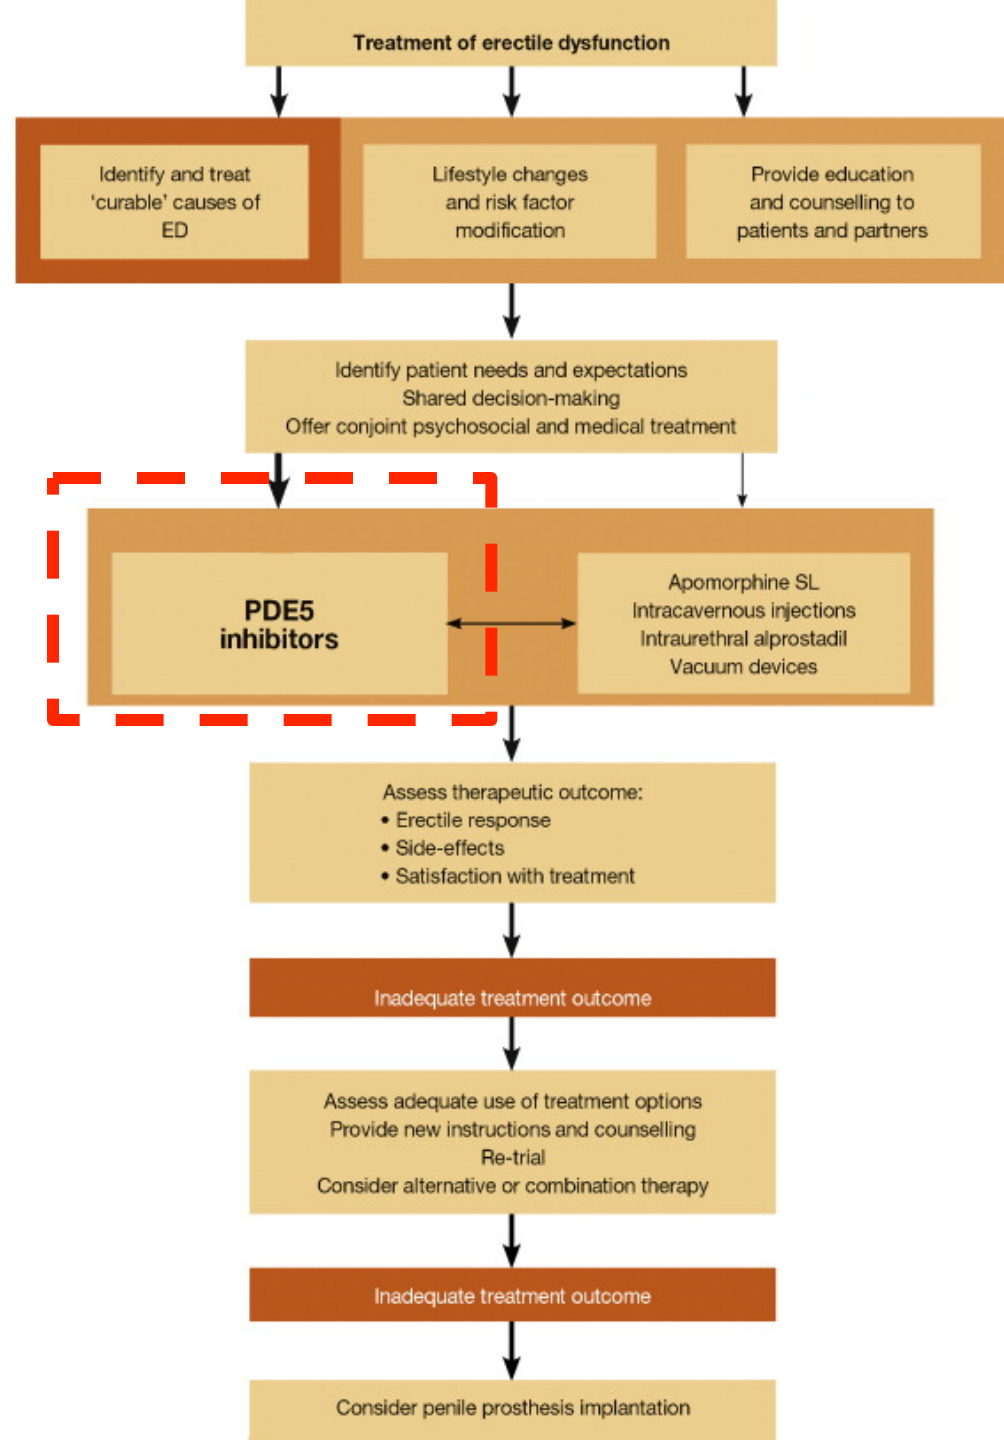 Treatment of erectile dysfunction
Identify and treat
'curable' causes of
ED
Lifestyle changes
and risk factor
modification
Provide education
and counselling to
patients and partners
Identify patient needs and expectations
Shared decision-making
Offer conjoint psychosocial and medical treatment
PDE5
inhibitors
Apomorphine SL
Intracavernous injections
Intraurethral alprostadil
Vacuum devices
Assess therapeutic outcome:
• Erectile response
• Side-effects
• Satisfaction with treatment
Inadequate treatment outcome
Assess adequate use of treatment options
Provide new instructions and counselling
Re-trial
Consider alternative or combination therapy
Inadequate treatment outcome
Consider penile prosthesis implantation